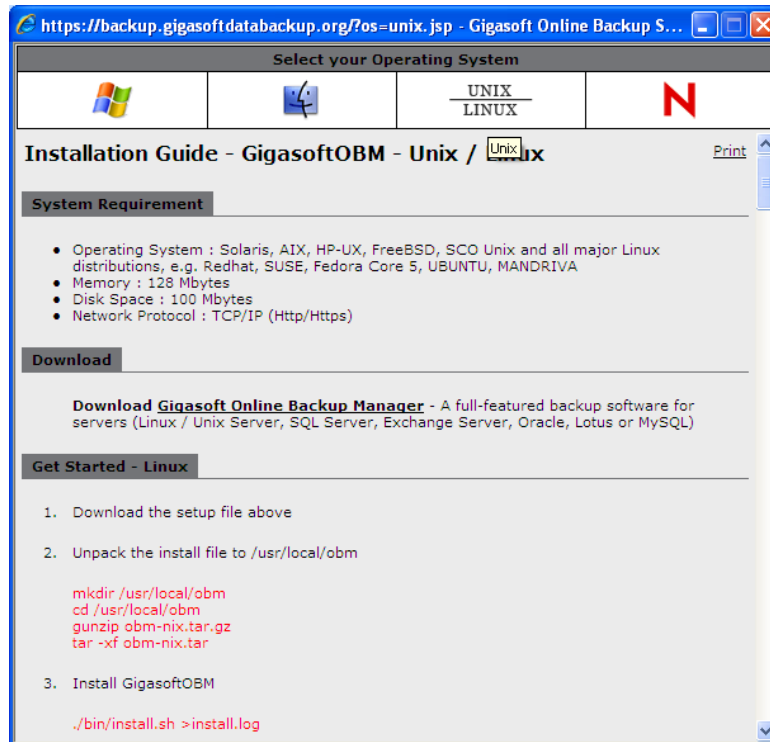 https://backup.gigasoftdatabackup.org/?os=unix.jsp - Gigasoft Online Backup S...
Select your Operating System
UNIX
LINUX
N
Installation Guide - GigasoftOBM - Unix / Linux
Print
Unix
System Requirement
• Operating System : Solaris, AIX, HP-UX, FreeBSD, SCO Unix and all major Linux
distributions, e.g. Redhat, SUSE, Fedora Core 5, UBUNTU, MANDRIVA
• Memory : 128 Mbytes
• Disk Space : 100 Mbytes
• Network Protocol : TCP/IP (Http/Https)
Download
Download Gigasoft Online Backup Manager - A full-featured backup software for
servers (Linux / Unix Server, SQL Server, Exchange Server, Oracle, Lotus or MySQL)
Get Started - Linux
1. Download the setup file above
2. Unpack the install file to /usr/local/obm
mkdir /usr/local/obm
cd /usr/local/obm
gunzip obm-nix.tar.gz
tar -xf obm-nix.tar
3. Install GigasoftOBM
./bin/install.sh >install.log